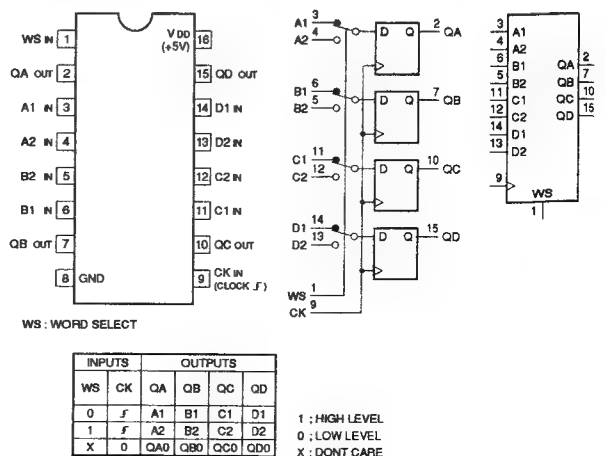 WS IN 1
VDD (+5V) 16
QA OUT 2
15 QD OUT
A1 IN 3
14 D1 IN
A2 IN 4
13 D2 IN
B2 IN 5
12 C2 IN
B1 IN 6
11 C1 IN
QB OUT 7
10 QC OUT
8 GND
9 CK IN
(CLOCK )
WS : WORD SELECT
A1 3
A2 4
D Q 2 QA
B1 6
B2 5
D Q 7 QB
C1 11
C2 12
D Q 10 QC
D1 14
D2 13
D Q 15 QD
WS 1
CK 9
3 A1
4 A2
6 B1
5 B2
11 C1
12 C2
14 D1
13 D2
QA 2
QB 7
QC 10
QD 15
9
WS
1
INPUTS OUTPUTS
WS CK QA QB QC QD
0 A1 B1 C1 D1
1 A2 B2 C2 D2
X 0 QA0 QB0 QC0 QD0
1 ; HIGH LEVEL
0 ; LOW LEVEL
X ; DONT CARE